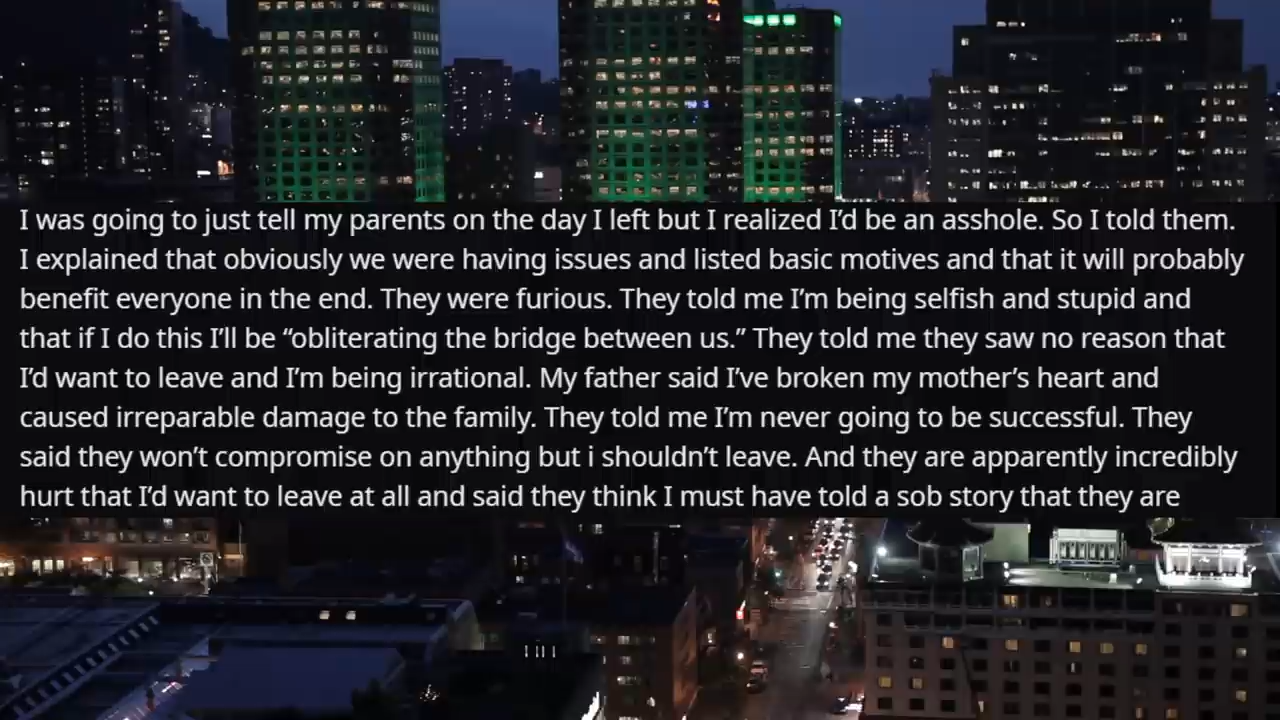 I was going to just tell my parents on the day I left but I realized I’d be an asshole. So I told them.
I explained that obviously we were having issues and listed basic motives and that it will probably
benefit everyone in the end. They were furious. They told me I’m being selfish and stupid and
that if I do this I’ll be “obliterating the bridge between us.” They told me they saw no reason that
I’d want to leave and I’m being irrational. My father said I’ve broken my mother’s heart and
caused irreparable damage to the family. They told me I’m never going to be successful. They
said they won’t compromise on anything but i shouldn’t leave. And they are apparently incredibly
hurt that I’d want to leave at all and said they think I must have told a sob story that they are